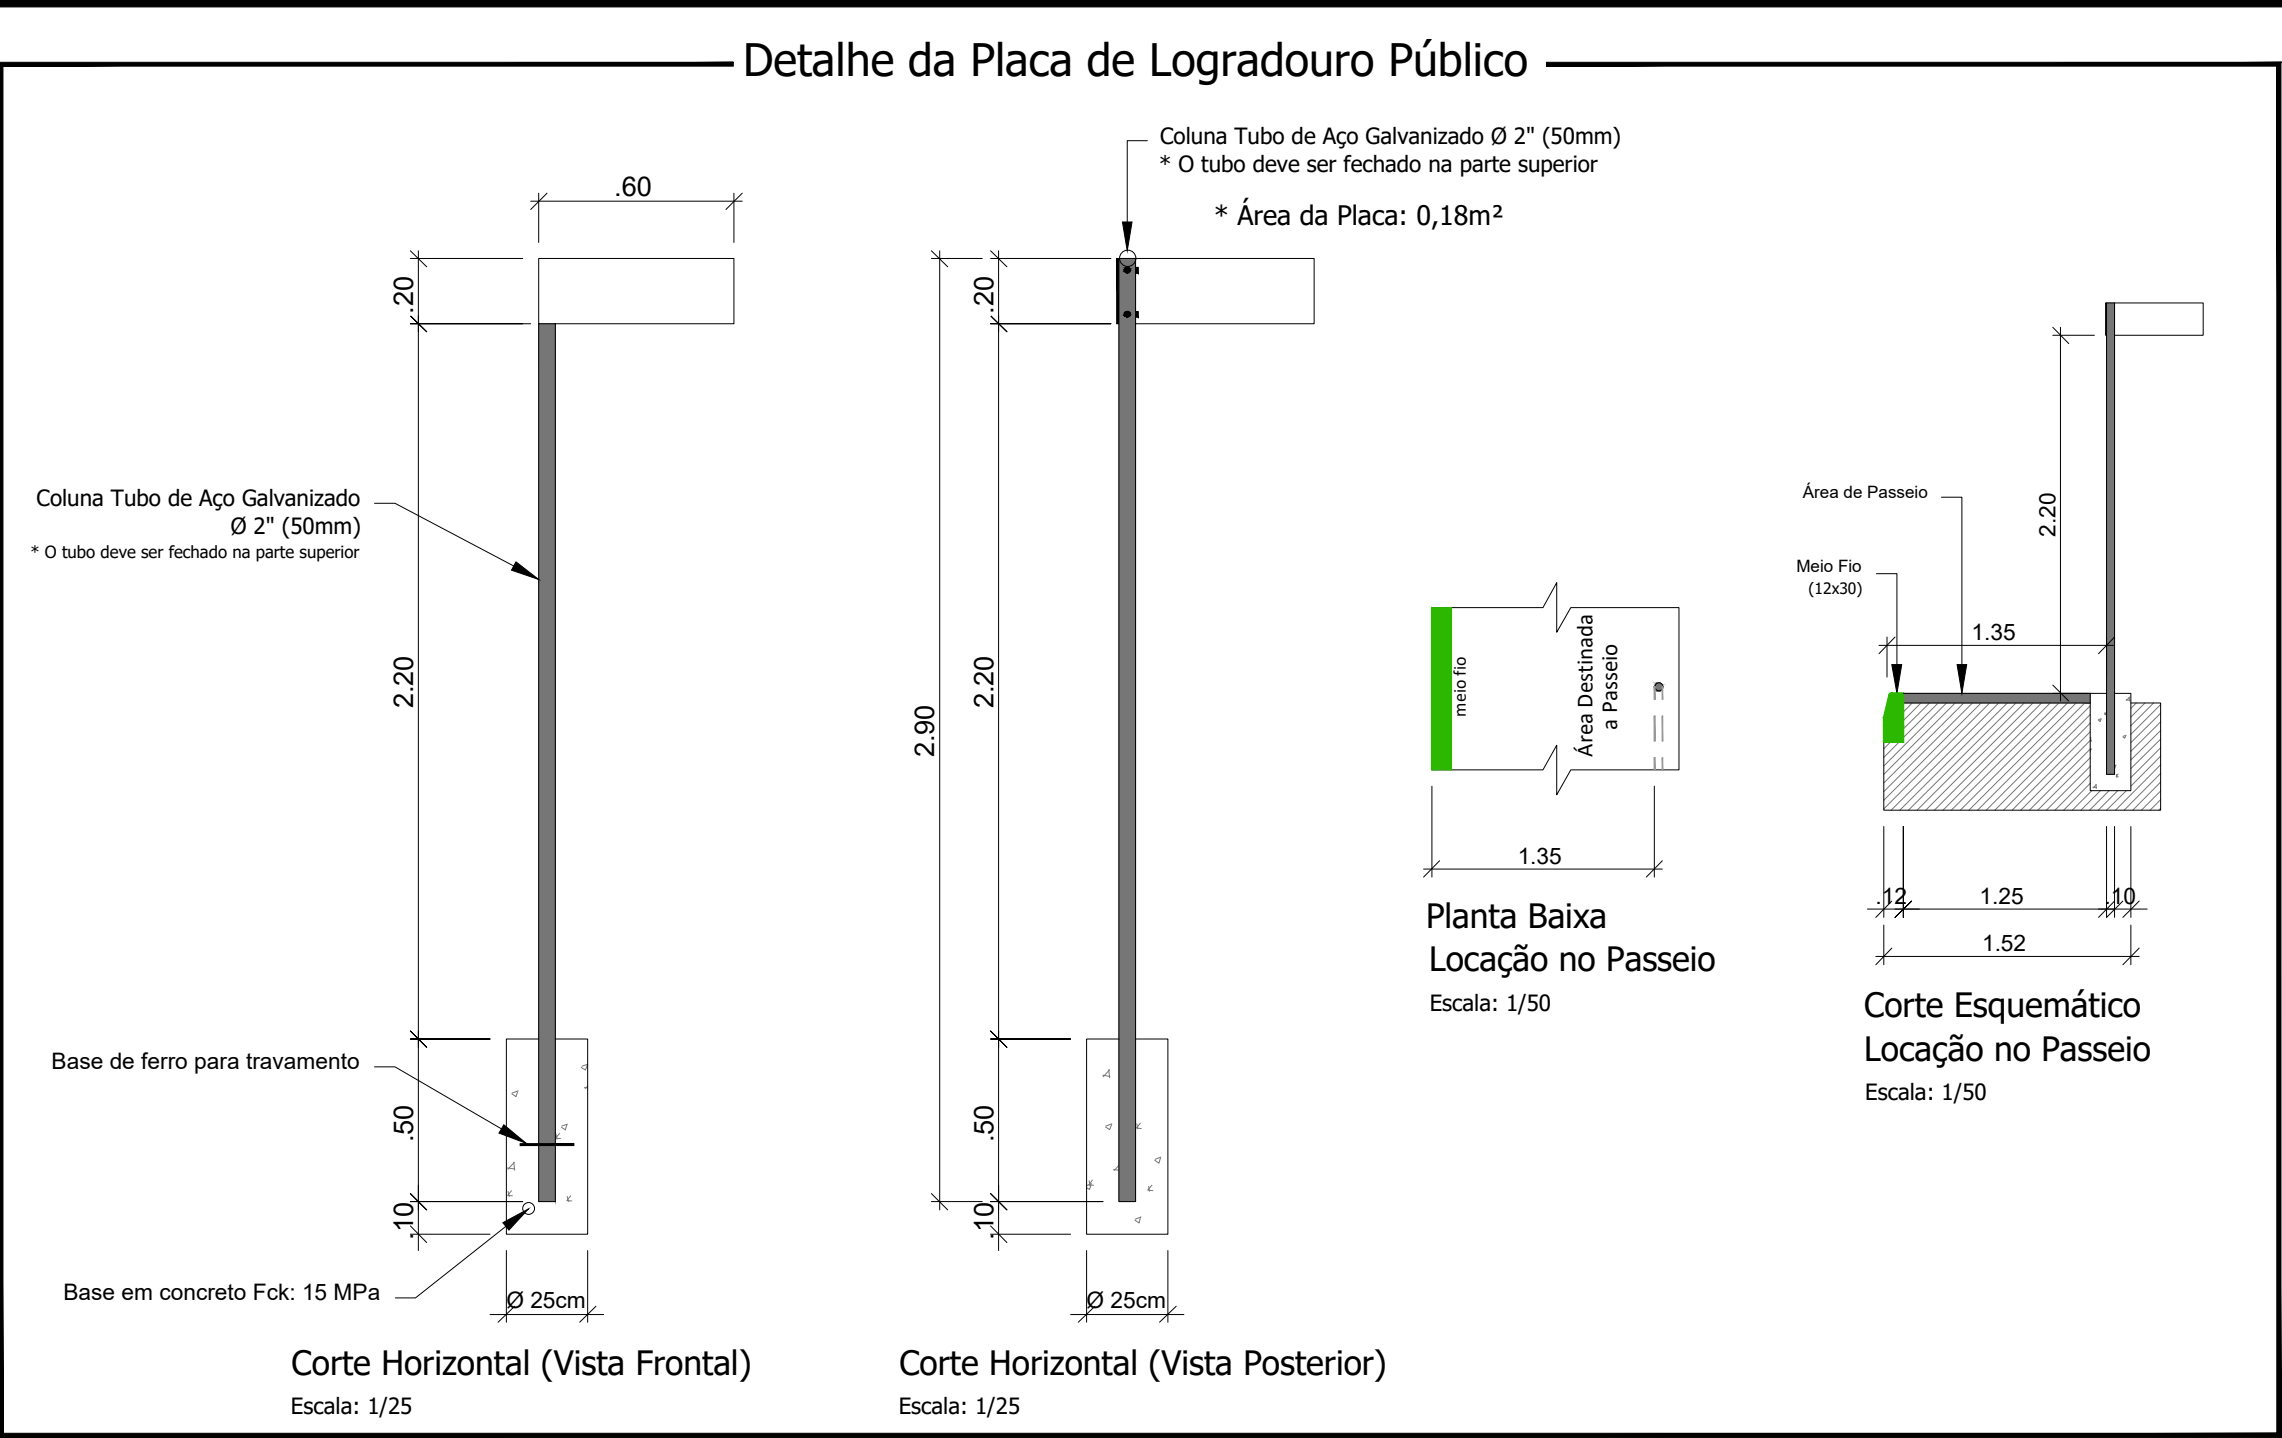 Detalhe da Placa de Logradouro Público
.60
.20
Coluna Tubo de Aço Galvanizado
Ø 2" (50mm)
* O tubo deve ser fechado na parte superior
2.20
Base de ferro para travamento
.50
.10
Base em concreto Fck: 15 MPa
Ø 25cm
Corte Horizontal (Vista Frontal)
Escala: 1/25
Coluna Tubo de Aço Galvanizado Ø 2" (50mm)
* O tubo deve ser fechado na parte superior
* Área da Placa: 0,18m²
.20
2.20
2.90
.50
.10
Ø 25cm
Corte Horizontal (Vista Posterior)
Escala: 1/25
meio fio
Área Destinada
a Passeio
1.35
Planta Baixa
Locação no Passeio
Escala: 1/50
Área de Passeio
2.20
Meio Fio
(12x30)
1.35
.12
1.25
.10
1.52
Corte Esquemático
Locação no Passeio
Escala: 1/50